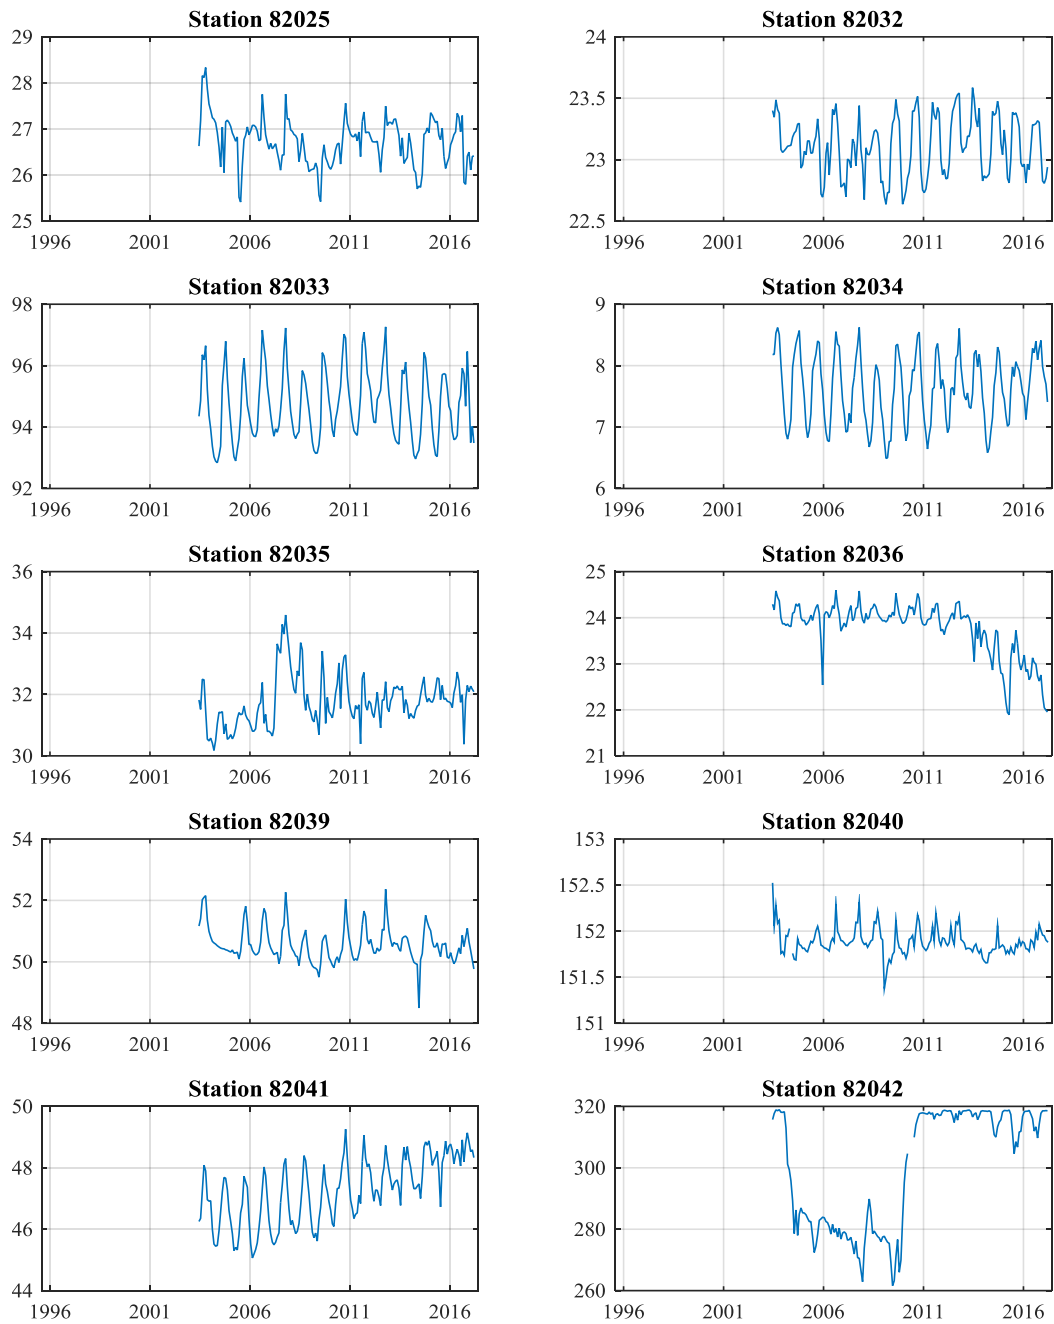 Station 82025
29
28
27
26
25
1996 2001 2006 2011 2016
Station 82032
24
23.5
23
22.5
1996 2001 2006 2011 2016
Station 82033
98
96
94
92
1996 2001 2006 2011 2016
Station 82034
9
8
7
6
1996 2001 2006 2011 2016
Station 82035
36
34
32
30
1996 2001 2006 2011 2016
Station 82036
25
24
23
22
21
1996 2001 2006 2011 2016
Station 82039
54
52
50
48
1996 2001 2006 2011 2016
Station 82040
153
152.5
152
151.5
151
1996 2001 2006 2011 2016
Station 82041
50
48
46
44
1996 2001 2006 2011 2016
Station 82042
320
300
280
260
1996 2001 2006 2011 2016